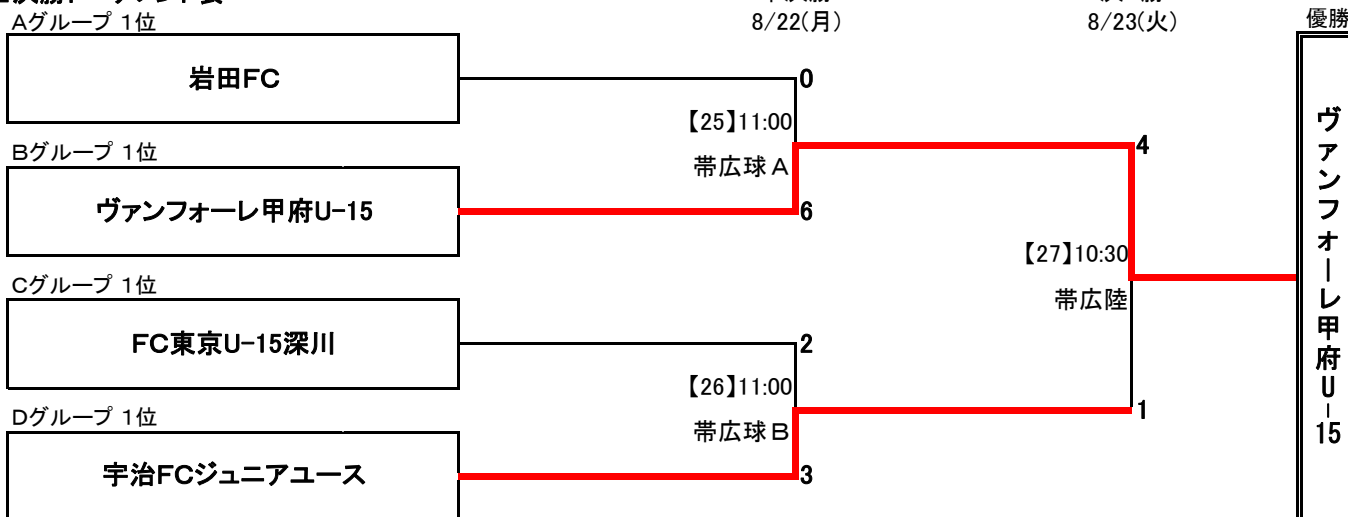 8/22(月)
8/23(火)
優勝
Aグループ 1位
岩田FC
0
【25】11:00
帯広球A
Bグループ 1位
ヴァンフォーレ甲府U-15
6
4
【27】10:30
帯広陸
Cグループ 1位
FC東京U-15深川
2
【26】11:00
帯広球B
Dグループ 1位
宇治FCジュニアユース
3
1
ヴァンフォーレ甲府U-15